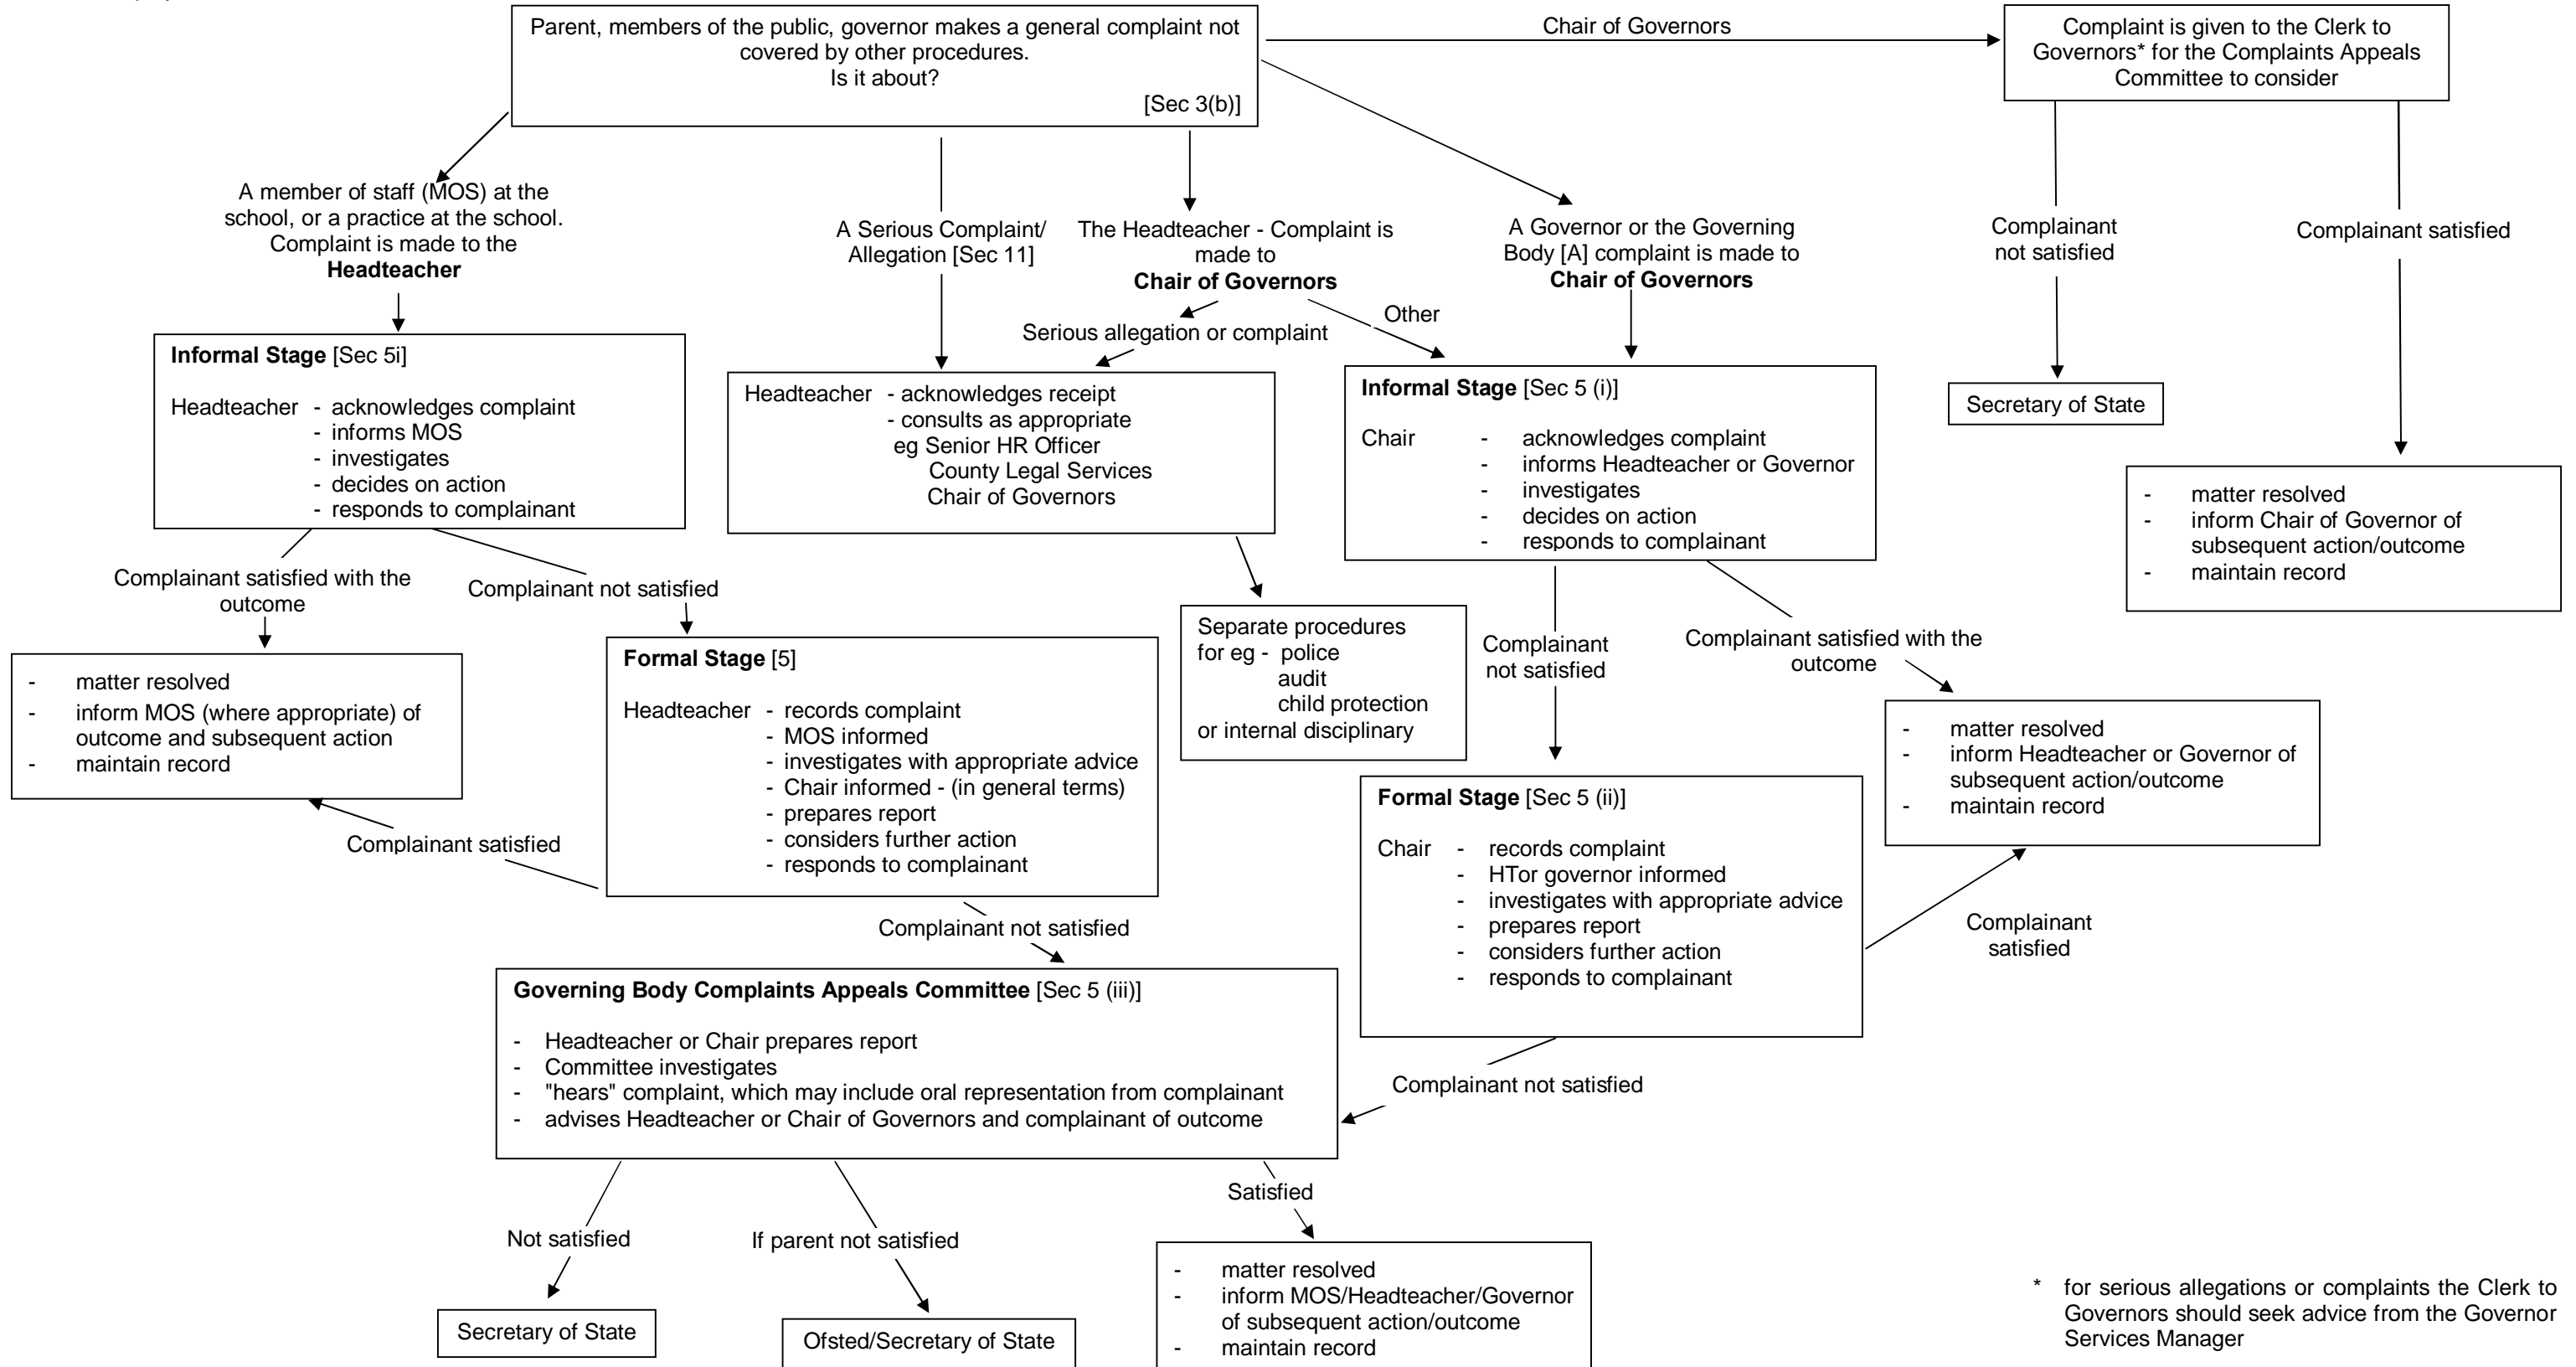 Parent, members of the public, governor makes a general complaint not
covered by other procedures.
Is it about?
[Sec 3(b)]
Chair of Governors
Complaint is given to the Clerk to
Governors* for the Complaints Appeals
Committee to consider
A member of staff (MOS) at the
school, or a practice at the school.
Complaint is made to the
Headteacher
A Serious Complaint/
Allegation [Sec 11]
The Headteacher - Complaint is
made to
Chair of Governors
A Governor or the Governing
Body [A] complaint is made to
Chair of Governors
Complainant
not satisfied
Complainant satisfied
Serious allegation or complaint
Other
Informal Stage [Sec 5i]
Headteacher - acknowledges complaint
- informs MOS
- investigates
- decides on action
- responds to complainant
Headteacher - acknowledges receipt
- consults as appropriate
eg Senior HR Officer
County Legal Services
Chair of Governors
Informal Stage [Sec 5 (i)]
Chair - acknowledges complaint
- informs Headteacher or Governor
- investigates
- decides on action
- responds to complainant
Secretary of State
- matter resolved
- inform Chair of Governor of
subsequent action/outcome
- maintain record
Complainant satisfied with the
outcome
Complainant not satisfied
Separate procedures
for eg - police
audit
child protection
or internal disciplinary
Complainant
not satisfied
Complainant satisfied with the
outcome
- matter resolved
- inform MOS (where appropriate) of
outcome and subsequent action
- maintain record
Formal Stage [5]
Headteacher - records complaint
- MOS informed
- investigates with appropriate advice
- Chair informed - (in general terms)
- prepares report
- considers further action
- responds to complainant
- matter resolved
- inform Headteacher or Governor of
subsequent action/outcome
- maintain record
Formal Stage [Sec 5 (ii)]
Chair - records complaint
- HTor governor informed
- investigates with appropriate advice
- prepares report
- considers further action
- responds to complainant
Complainant satisfied
Complainant not satisfied
Complainant
satisfied
Governing Body Complaints Appeals Committee [Sec 5 (iii)]
- Headteacher or Chair prepares report
- Committee investigates
- "hears" complaint, which may include oral representation from complainant
- advises Headteacher or Chair of Governors and complainant of outcome
Complainant not satisfied
Not satisfied
If parent not satisfied
Satisfied
Secretary of State
Ofsted/Secretary of State
- matter resolved
- inform MOS/Headteacher/Governor
of subsequent action/outcome
- maintain record
* for serious allegations or complaints the Clerk to
Governors should seek advice from the Governor
Services Manager